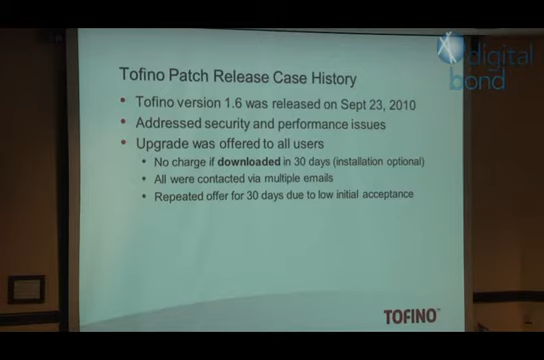 digital
bond
Tofino Patch Release Case History
• Tofino version 1.6 was released on Sept 23, 2010
• Addressed security and performance issues
• Upgrade was offered to all users
• No charge if downloaded in 30 days (installation optional)
• All were contacted via multiple emails
• Repeated offer for 30 days due to low initial acceptance
TOFINO™